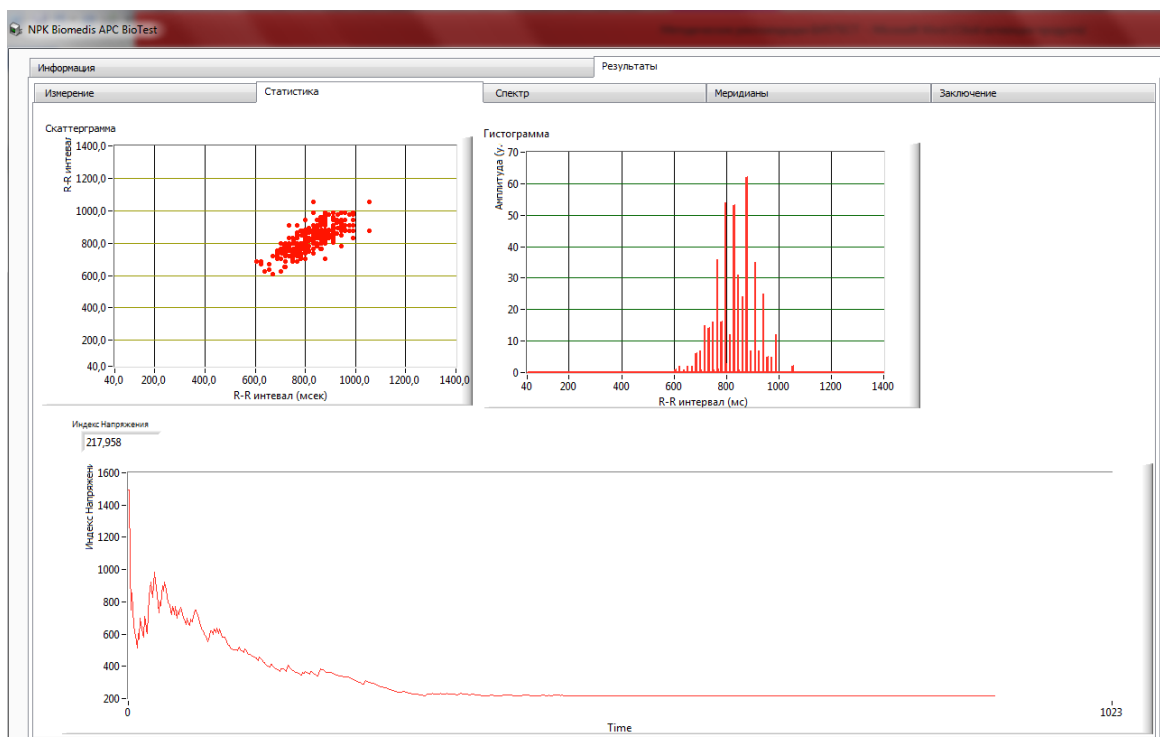 NPK Biomedis APC BioTest
Информация
Результаты
Измерение
Статистика
Спектр
Меридианы
Заключение
Скаттерграмма
R-R интевал
1400,0
1200,0
1000,0
800,0
600,0
400,0
200,0
40,0
40,0 200,0 400,0 600,0 800,0 1000,0 1200,0 1400,0
R-R интевал (мсек)
Гистограмма
Амплитуда (у.
70
60
50
40
30
20
10
0
40 200 400 600 800 1000 1200 1400
R-R интервал (мс)
Индекс Напряжения
217,958
Индекс Напряжени
1600
1400
1200
1000
800
600
400
200
0 1023
Time